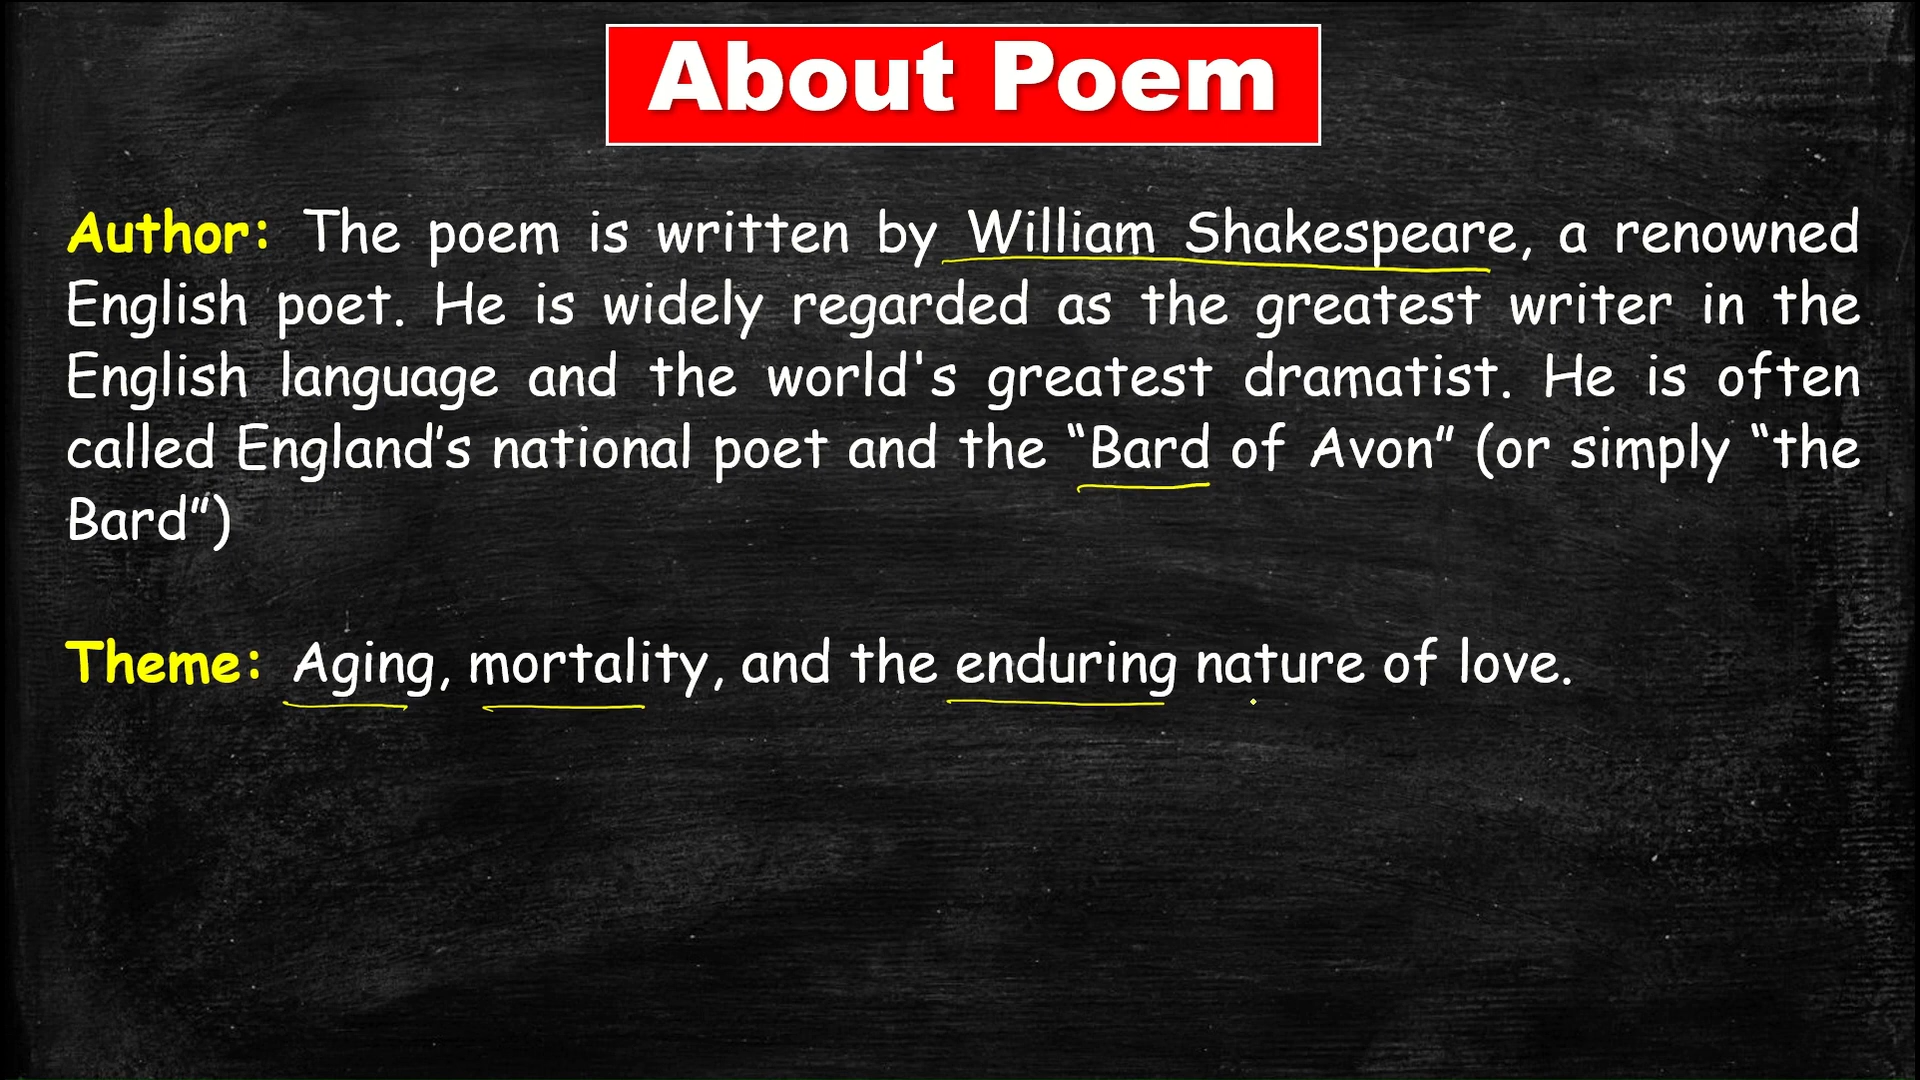 About Poem
Author: The poem is written by William Shakespeare, a renowned
English poet. He is widely regarded as the greatest writer in the
English language and the world's greatest dramatist. He is often
called England’s national poet and the “Bard of Avon” (or simply “the
Bard”)
Theme: Aging, mortality, and the enduring nature of love.